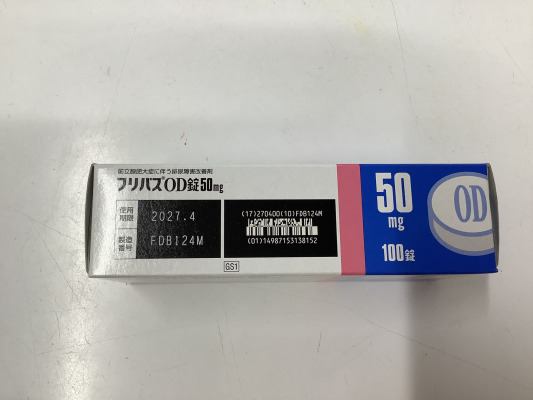 前立腺肥大症に伴う排尿障害改善剤
フリバスOD錠50mg
使用期限 2027.4
製造番号 FDB124M
(17)270400(10)FDB124M
(01)14987153138152
GS1
50
mg
100錠
OD